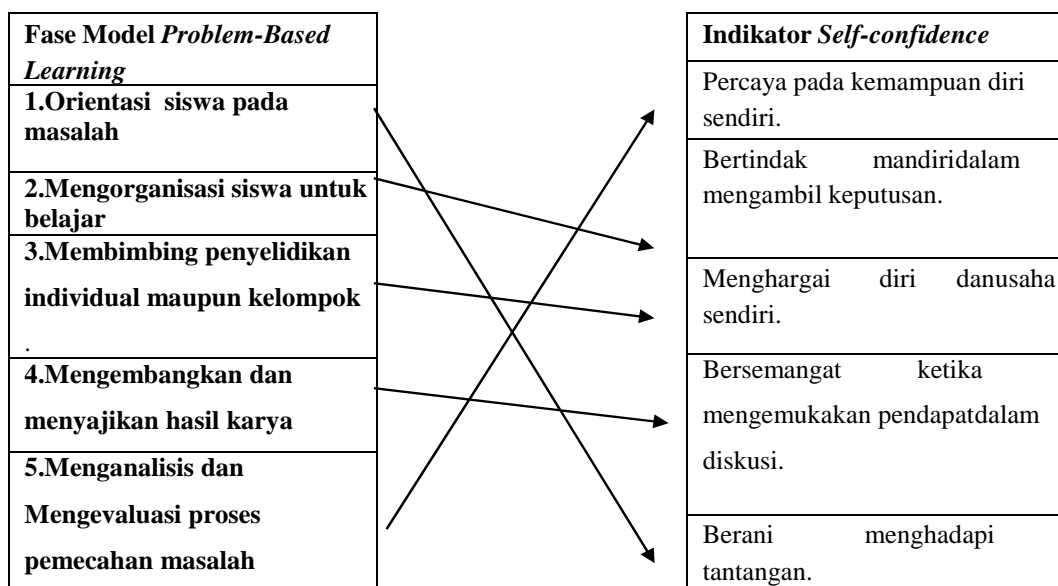 Fase Model Problem-Based
Learning
1.Orientasi siswa pada
masalah
2.Mengorganisasi siswa untuk
belajar
3.Membimbing penyelidikan
individual maupun kelompok
.
4.Mengembangkan dan
menyajikan hasil karya
5.Menganalisis dan
Mengevaluasi proses
pemecahan masalah
Indikator Self-confidence
Percaya pada kemampuan diri
sendiri.
Bertindak mandiridalam
mengambil keputusan.
Menghargai diri danusaha
sendiri.
Bersemangat ketika
mengemukakan pendapatdalam
diskusi.
Berani menghadapi
tantangan.